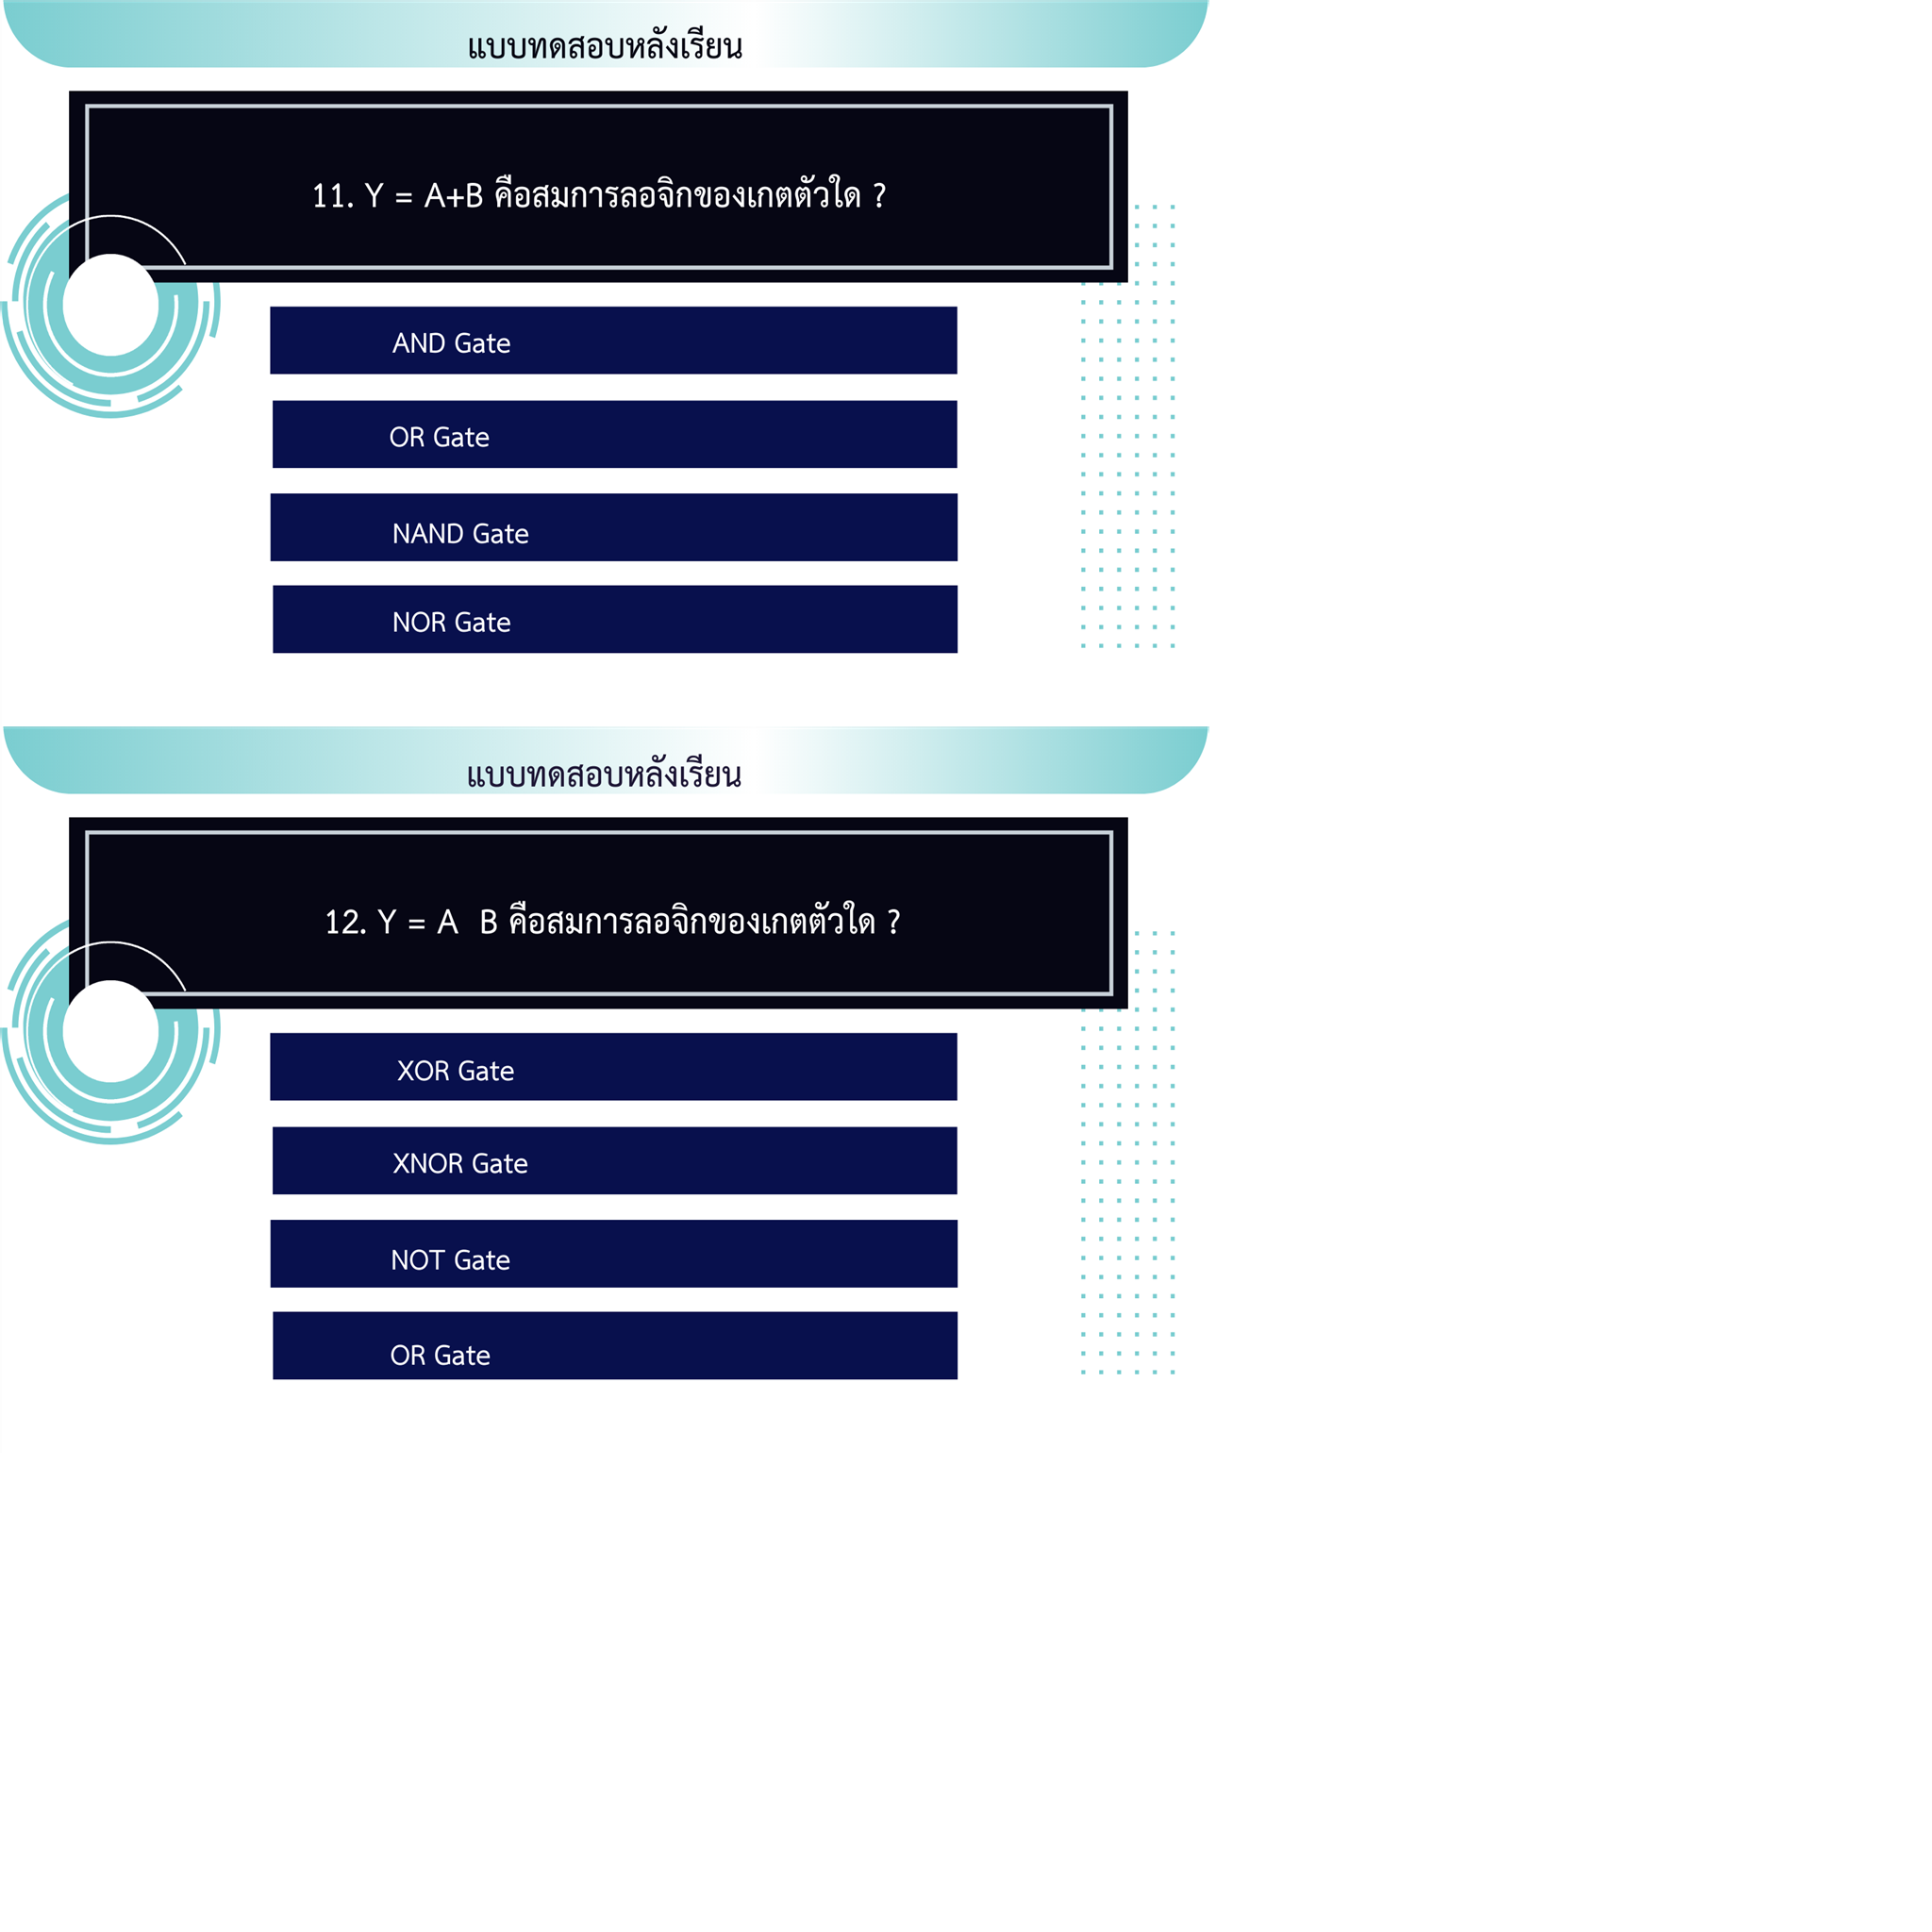 แบบทดสอบหลังเรียน
11. Y = A+B คือสมการลอจิกของเกตตัวใด ?
AND Gate
OR Gate
NAND Gate
NOR Gate
แบบทดสอบหลังเรียน
12. Y = A B คือสมการลอจิกของเกตตัวใด ?
XOR Gate
XNOR Gate
NOT Gate
OR Gate